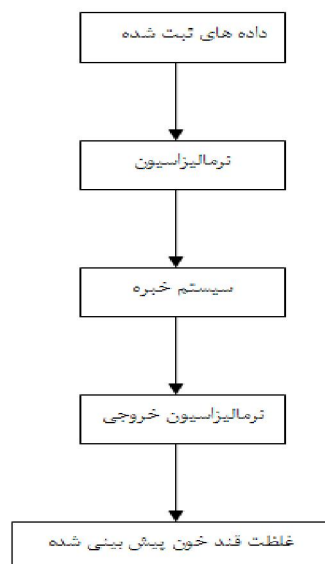 داده های ثبت شده
نرمالیزاسیون
سیستم خبره
نرمالیزاسیون خروجی
غلظت قند خون پیش بینی شده